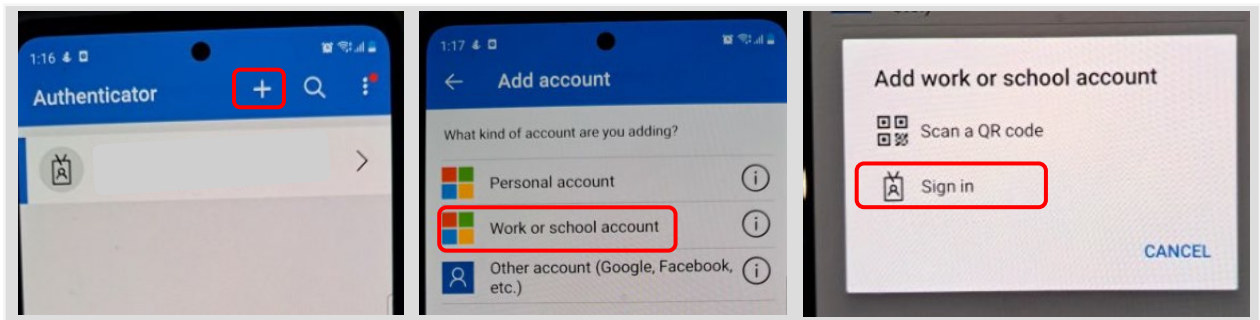 1:16
Authenticator
1:17
Add account
What kind of account are you adding?
Personal account
Work or school account
Other account (Google, Facebook,
etc.)
Add work or school account
Scan a QR code
Sign in
CANCEL